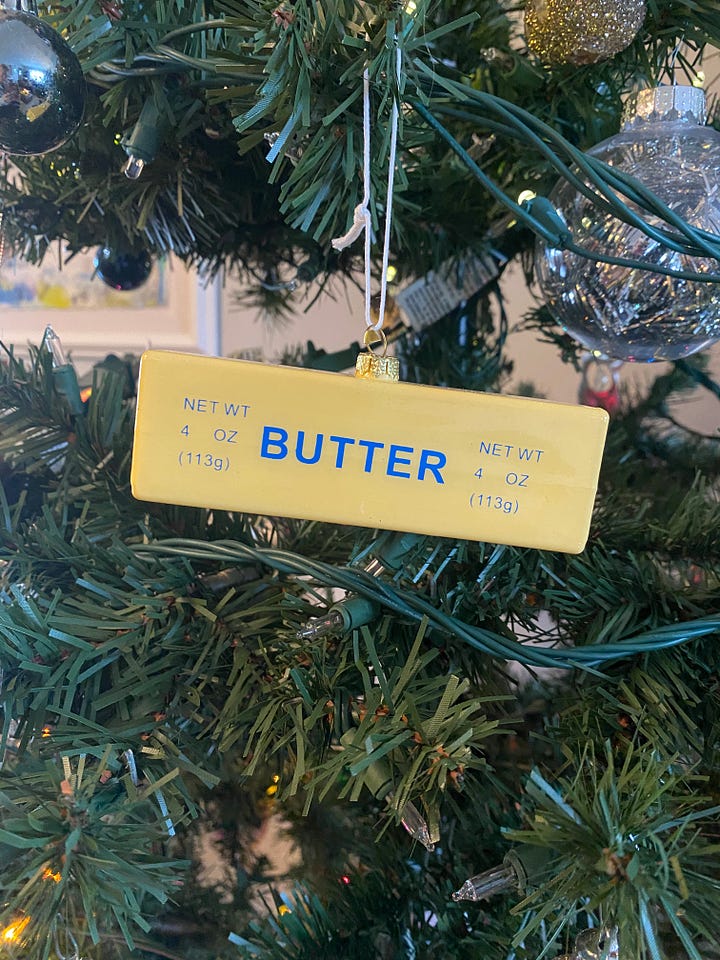 NET WT
4 OZ
(113g)
BUTTER
NET WT
4 OZ
(113g)